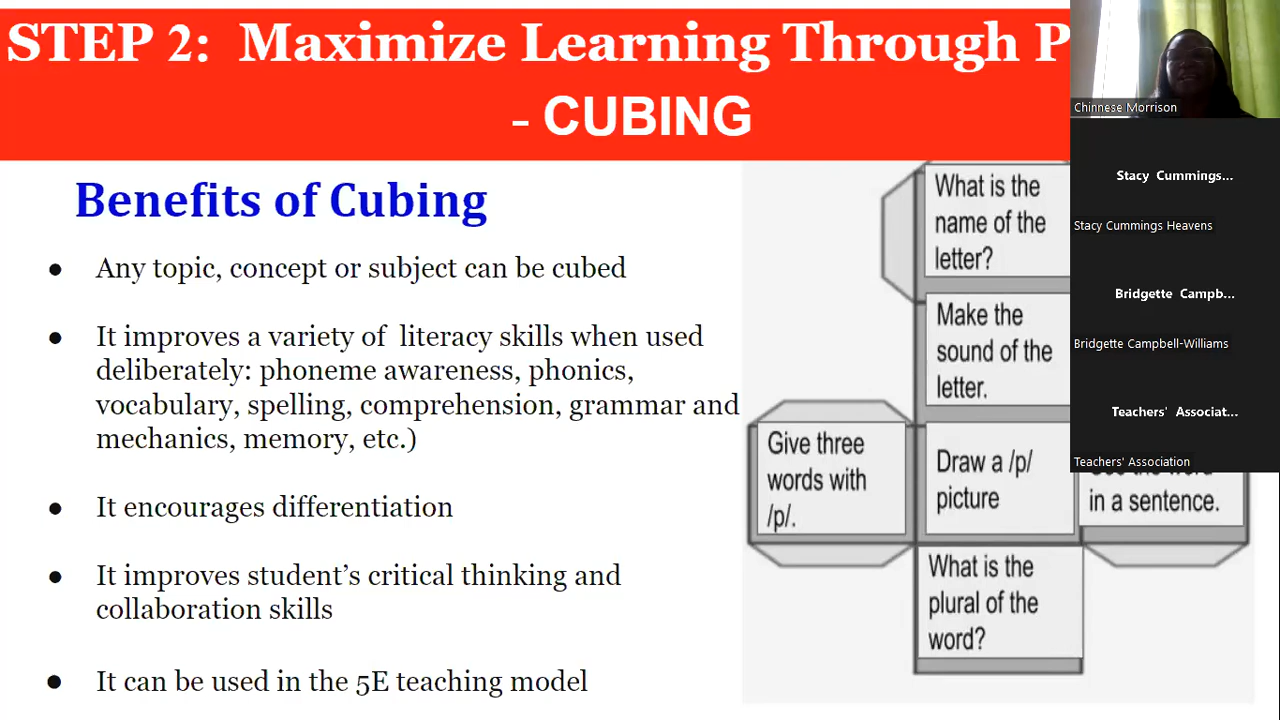 STEP 2: Maximize Learning Through P
- CUBING
Benefits of Cubing
● Any topic, concept or subject can be cubed
● It improves a variety of literacy skills when used
deliberately: phoneme awareness, phonics,
vocabulary, spelling, comprehension, grammar and
mechanics, memory, etc.)
● It encourages differentiation
● It improves student's critical thinking and
collaboration skills
● It can be used in the 5E teaching model
What is the
name of the
letter?
Make the
sound of the
letter.
Give three
words with
/p/.
Draw a /p/
picture
in a sentence.
What is the
plural of the
word?
Chinnese Morrison
Stacy Cummings...
Stacy Cummings Heavens
Bridgette Campb...
Bridgette Campbell-Williams
Teachers' Associat...
Teachers' Association